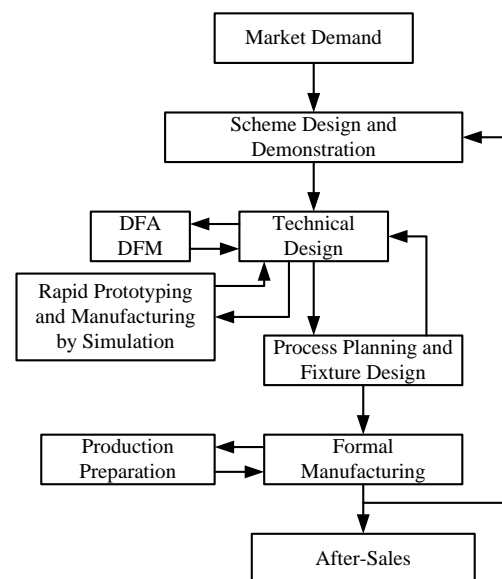 Market Demand
Scheme Design and
Demonstration
DFA
DFM
Technical
Design
Rapid Prototyping
and Manufacturing
by Simulation
Process Planning and
Fixture Design
Production
Preparation
Formal
Manufacturing
After-Sales